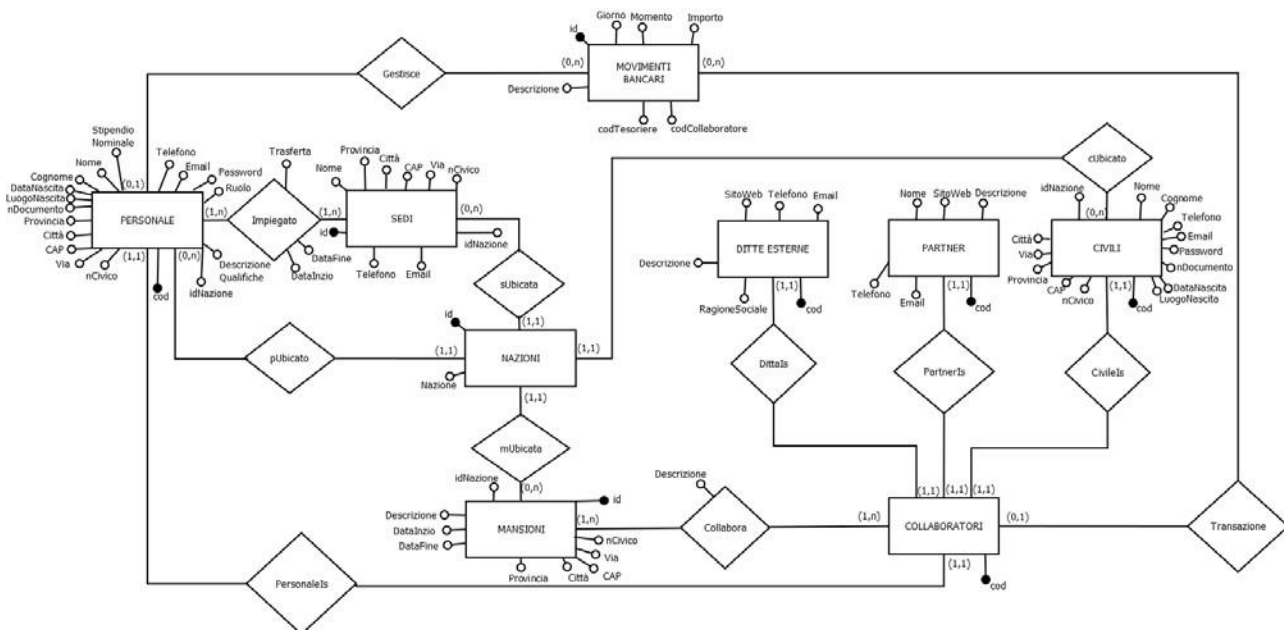 Giorno
Momento
Importo
id
MOVIMENTI
BANCARI
(0,n)
(0,n)
Gestisce
Descrizione
codTesoriere
codCollaboratore
Stipendio
Nominale
Nome
Telefono
Email
Password
Ruolo
Cognome
DataNascita
LuogoNascita
nDocumento
Provincia
Città
CAP
Via
nCivico
(0,1)
PERSONALE
(1,n)
(1,1)
(0,n)
cod
idNazione
Descrizione
Qualifiche
Trasferta
Impiegato
DataFine
DataInzio
(1,n)
Nome
Provincia
Città
CAP
Via
nCivico
SEDI
(0,n)
id
idNazione
Telefono
Email
sUbicata
(1,1)
cUbicato
SitoWeb
Telefono
Email
DITTE ESTERNE
Descrizione
RagioneSociale
(1,1)
cod
Nome
SitoWeb
Descrizione
PARTNER
Telefono
Email
(1,1)
cod
idNazione
Nome
Cognome
Telefono
Email
Password
nDocumento
DataNascita
LuogoNascita
(0,n)
CIVILI
Città
Via
Provincia
CAP
nCivico
(1,1)
cod
pUbicato
(1,1)
id
NAZIONI
Nazione
(1,1)
(1,1)
DittaIs
PartnerIs
CivileIs
mUbicata
idNazione
(0,n)
id
Descrizione
DataInzio
DataFine
MANSIONI
(1,n)
nCivico
Via
CAP
Città
Provincia
Descrizione
Collabora
(1,n)
(1,1)
(1,1)
(1,1)
COLLABORATORI
(0,1)
(1,1)
cod
Transazione
PersonaleIs